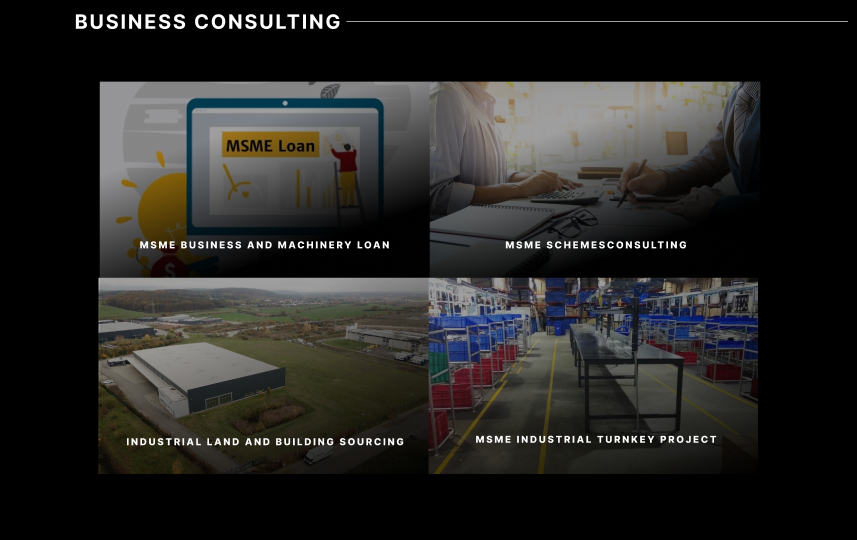 BUSINESS CONSULTING
MSME Loan
MSME BUSINESS AND MACHINERY LOAN
MSME SCHEMESCONSULTING
INDUSTRIAL LAND AND BUILDING SOURCING
MSME INDUSTRIAL TURNKEY PROJECT